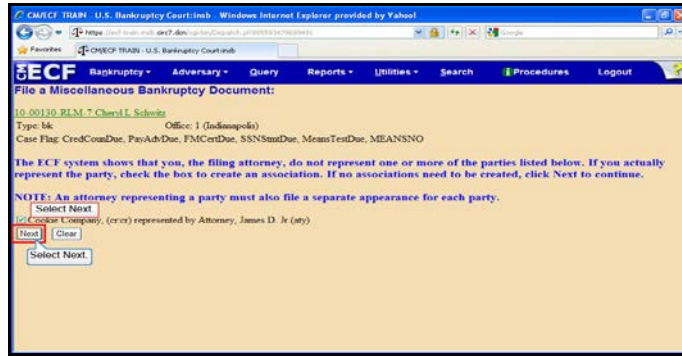 CM/ECF TRAIN - U.S. Bankruptcy Court:insb - Windows Internet Explorer provided by Yahoo!
Google
Favorites CM/ECF TRAIN - U.S. Bankruptcy Court:insb
ECF Bankruptcy Adversary Query Reports Utilities Search Procedures Logout ?
File a Miscellaneous Bankruptcy Document:
10-00130-RLM-7 Cheryl L Schwitz
Type: bk Office: 1 (Indianapolis)
Case Flag: CredCounDue, PayAdvDue, FMCertDue, SSNStmtDue, MeansTestDue, MEANSNO
The ECF system shows that you, the filing attorney, do not represent one or more of the parties listed below. If you actually
represent the party, check the box to create an association. If no associations need to be created, click Next to continue.
NOTE: An attorney representing a party must also file a separate appearance for each party.
Select Next
Cookie Company, (cr:cr) represented by Attorney, James D. Jr (aty)
Next Clear
Select Next.